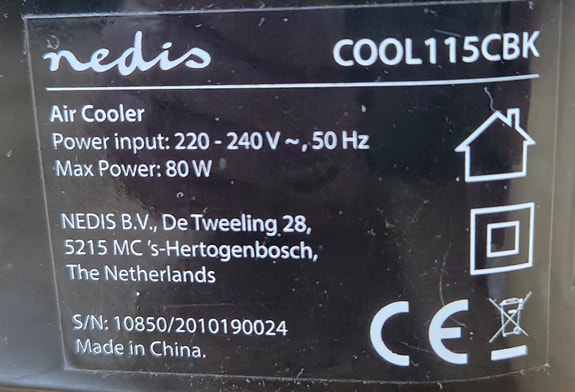 nedis COOL115CBK
Air Cooler
Power input: 220 - 240 V ~, 50 Hz
Max Power: 80 W
NEDIS B.V., De Tweeling 28,
5215 MC 's-Hertogenbosch,
The Netherlands
S/N: 10850/2010190024
Made in China.
CE